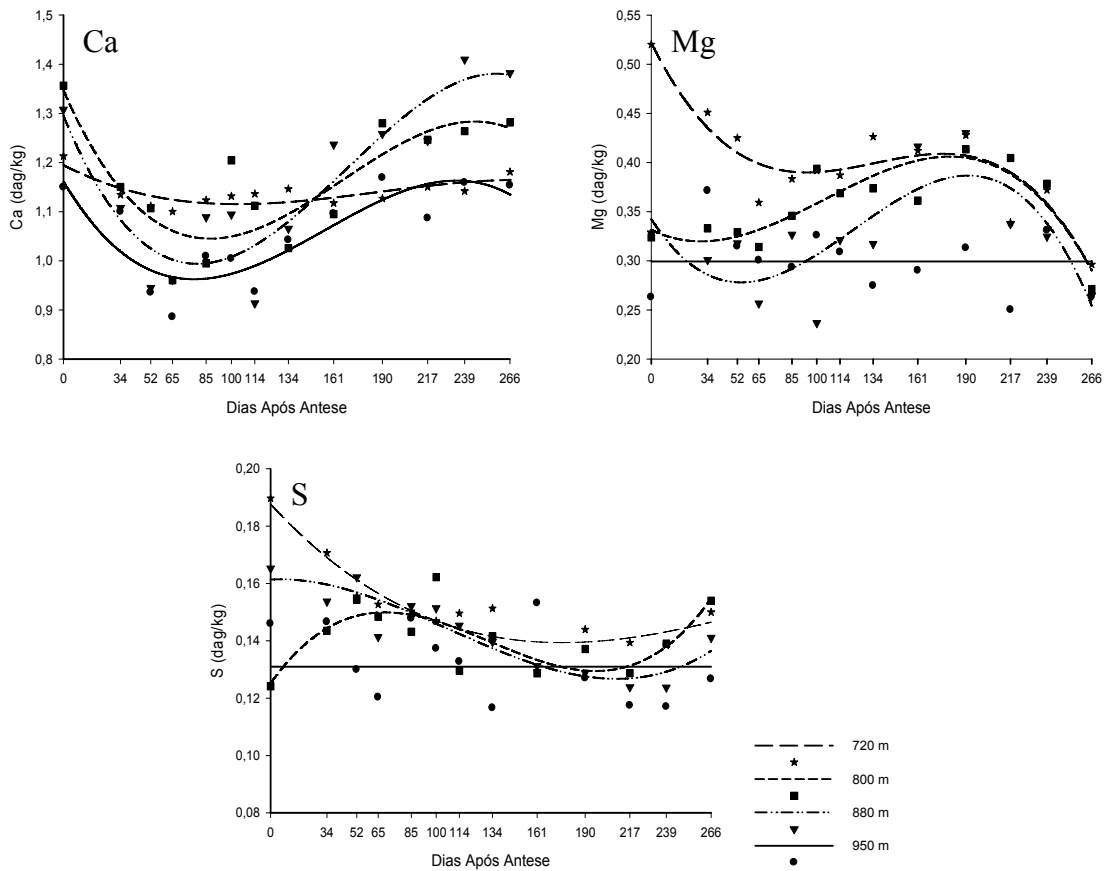 Ca
Ca (dag/kg)
1,5
1,4
1,3
1,2
1,1
1,0
0,9
0,8
0 34 52 65 85 100 114 134 161 190 217 239 266
Dias Após Antese
Mg
Mg (dag/kg)
0,55
0,50
0,45
0,40
0,35
0,30
0,25
0,20
0 34 52 65 85 100 114 134 161 190 217 239 266
Dias Após Antese
S
S (dag/kg)
0,20
0,18
0,16
0,14
0,12
0,10
0,08
0 34 52 65 85 100 114 134 161 190 217 239 266
Dias Após Antese
720 m
800 m
880 m
950 m